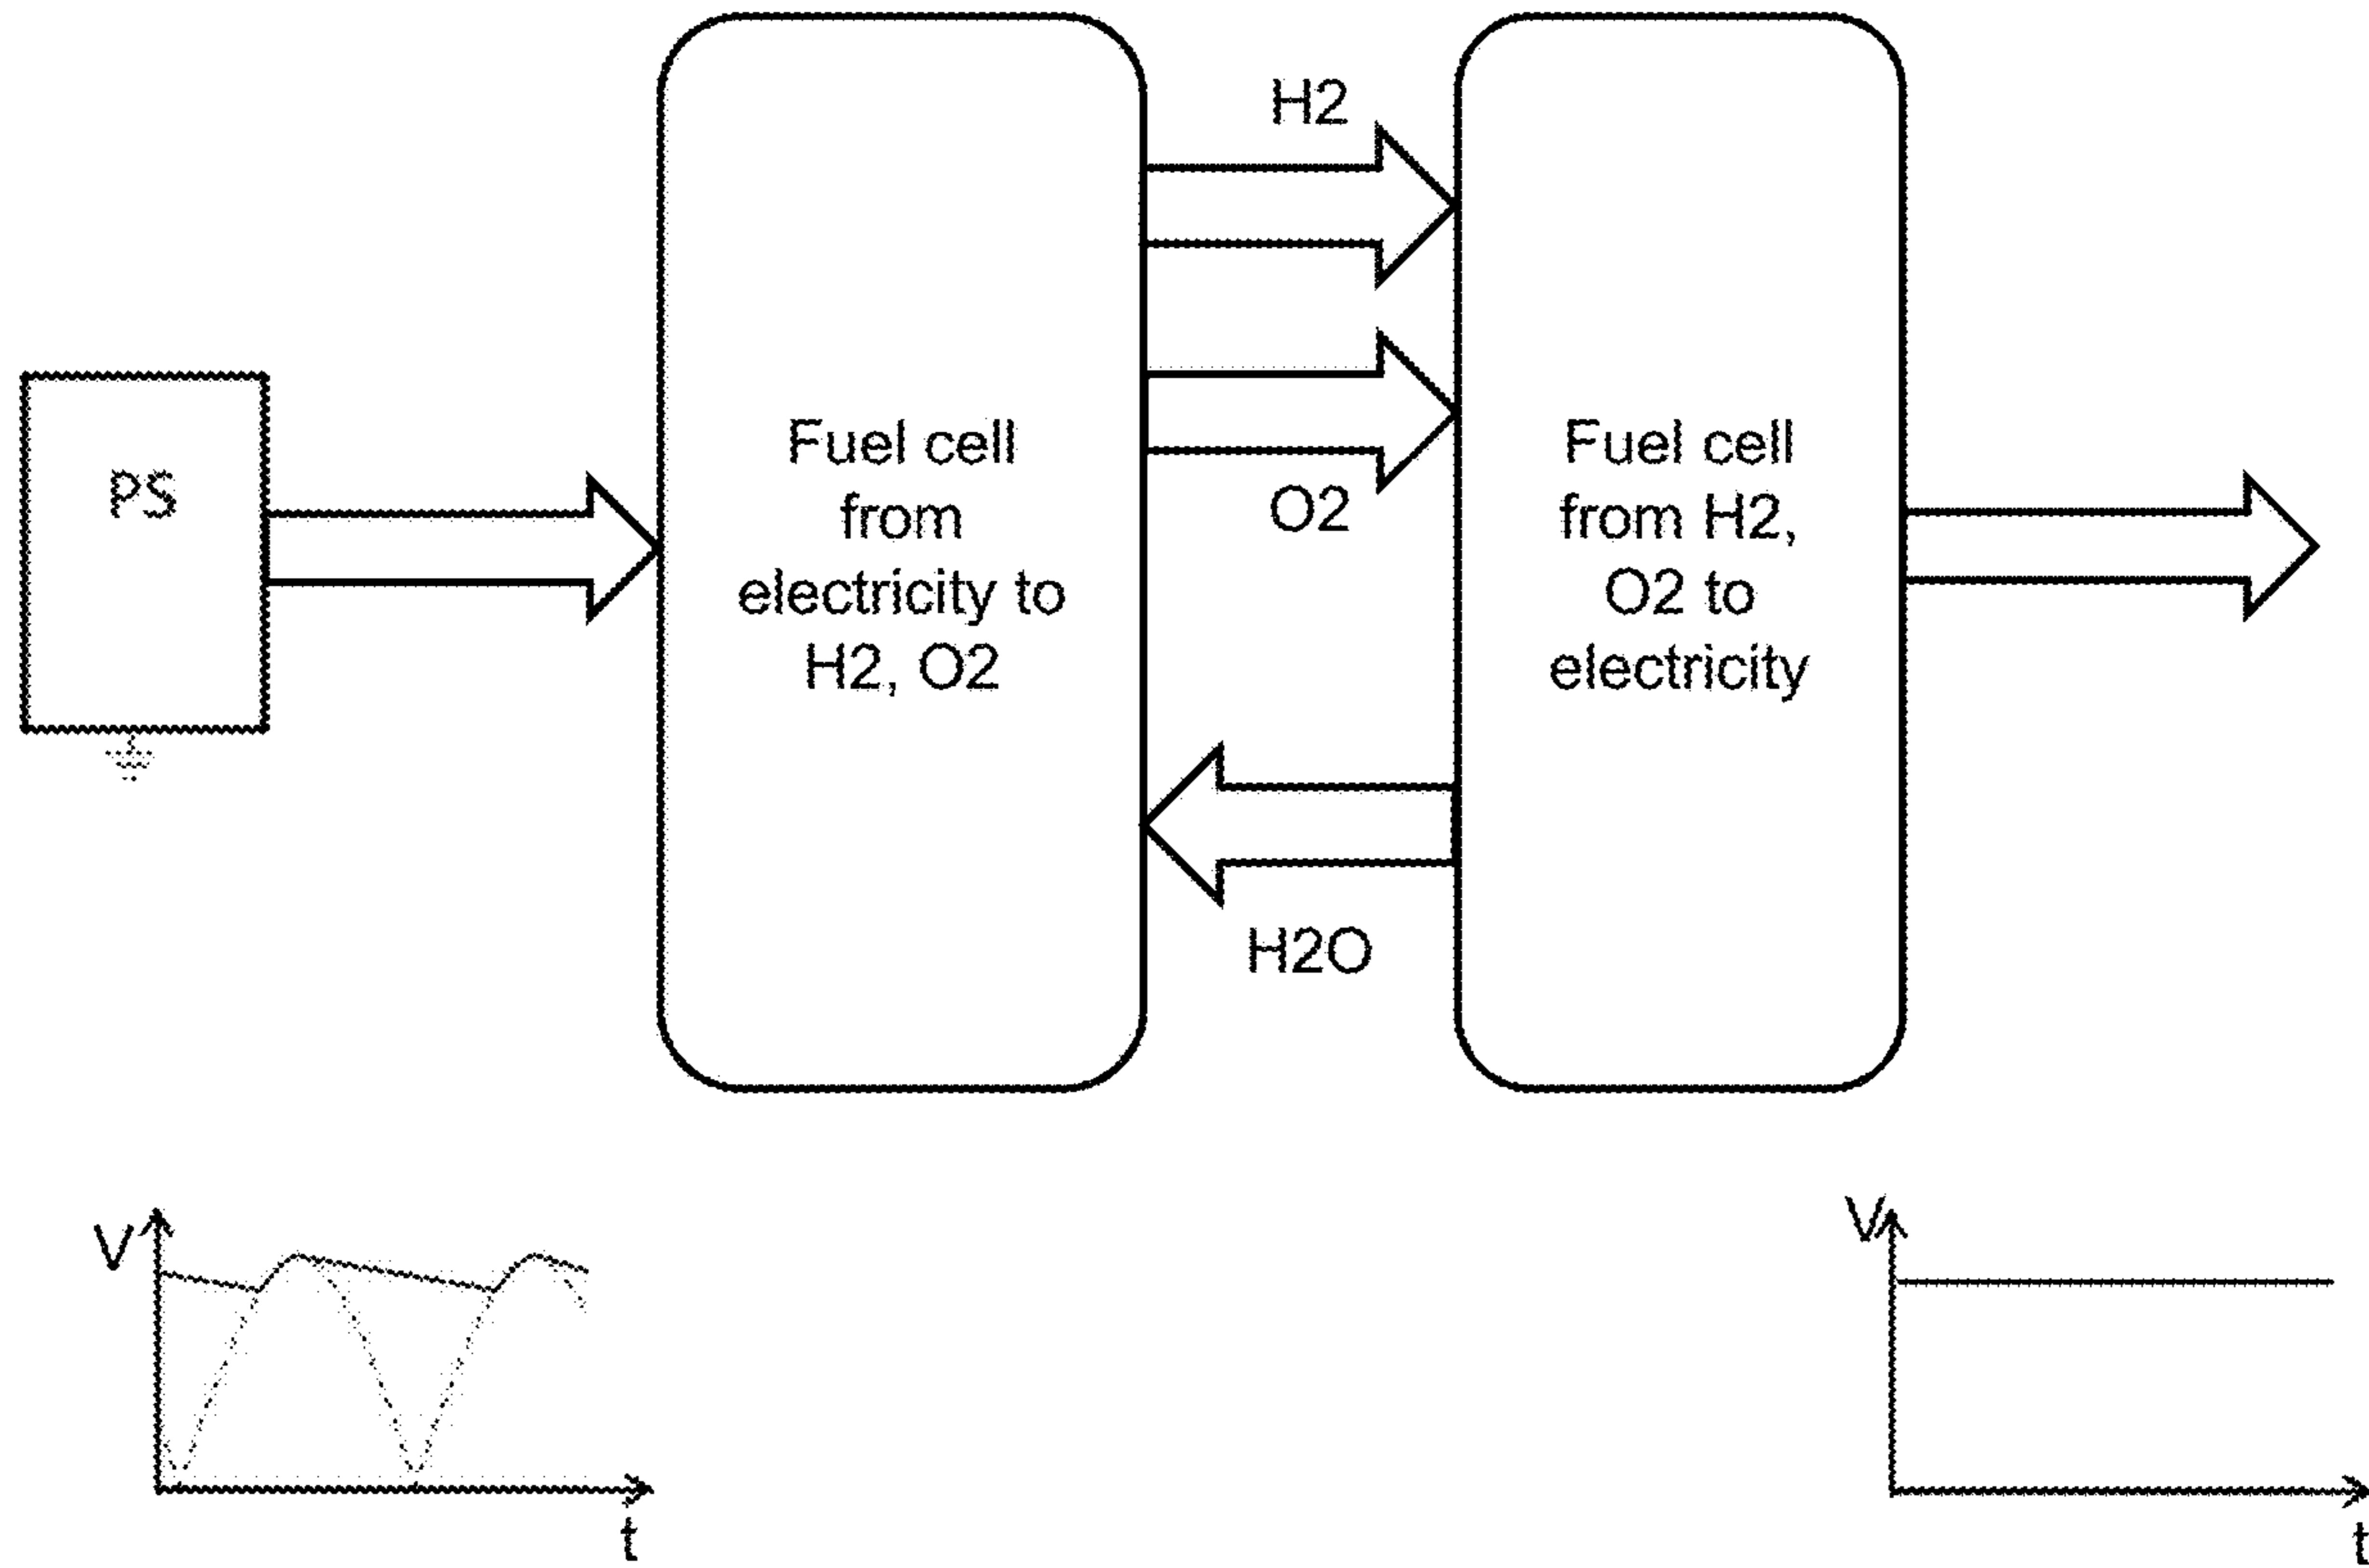 H2
PS
Fuel cell
from
electricity to
H2, O2
O2
Fuel cell
from H2,
O2 to
electricity
H2O
V
t
V
t